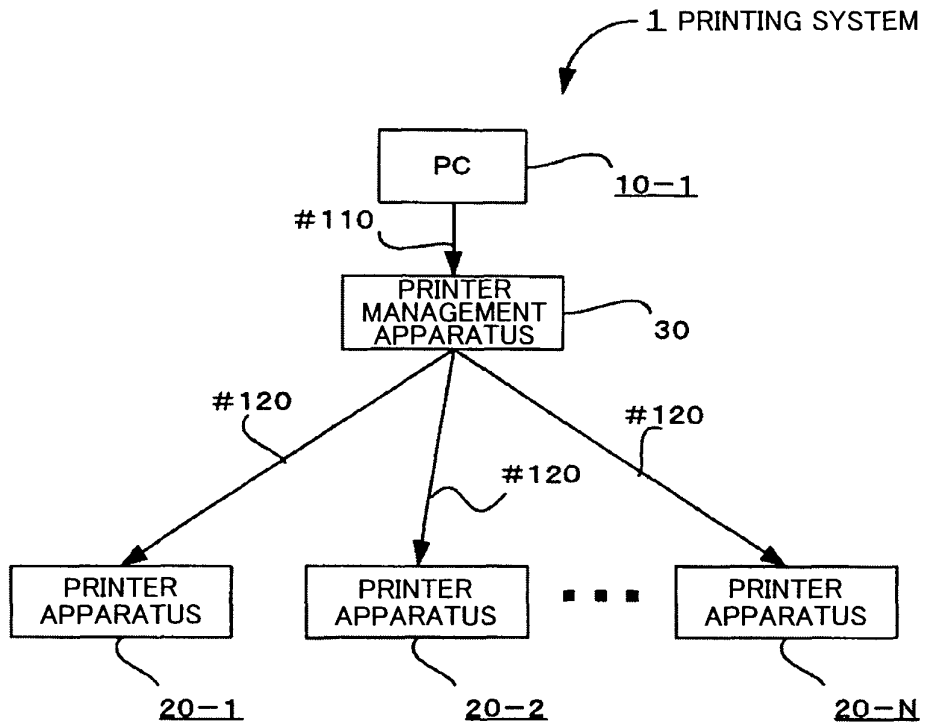 1 PRINTING SYSTEM
PC
10-1
#110
PRINTER
MANAGEMENT
APPARATUS
30
#120
#120
#120
PRINTER
APPARATUS
PRINTER
APPARATUS
PRINTER
APPARATUS
20-1
20-2
20-N